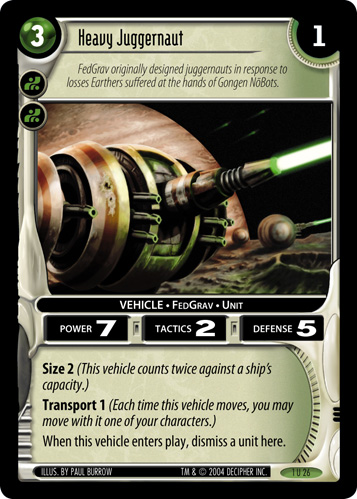 3
Heavy Juggernaut
1
FedGrav originally designed juggernauts in response to
losses Earthers suffered at the hands of Gongen NōBots.
VEHICLE • FEDGRAV • UNIT
POWER 7 TACTICS 2 DEFENSE 5
Size 2 (This vehicle counts twice against a ship's
capacity.)
Transport 1 (Each time this vehicle moves, you may
move with it one of your characters.)
When this vehicle enters play, dismiss a unit here.
ILLUS. BY PAUL BURROW TM & © 2004 DECIPHER INC. 1 U 26